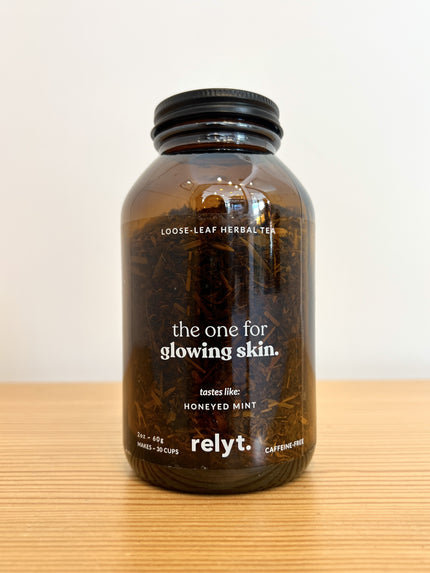 LOOSE-LEAF HERBAL TEA
the one for
glowing skin.
tastes like:
HONEYED MINT
2oz - 60g
MAKES ~ 30 CUPS
relyt.
CAFFEINE-FREE